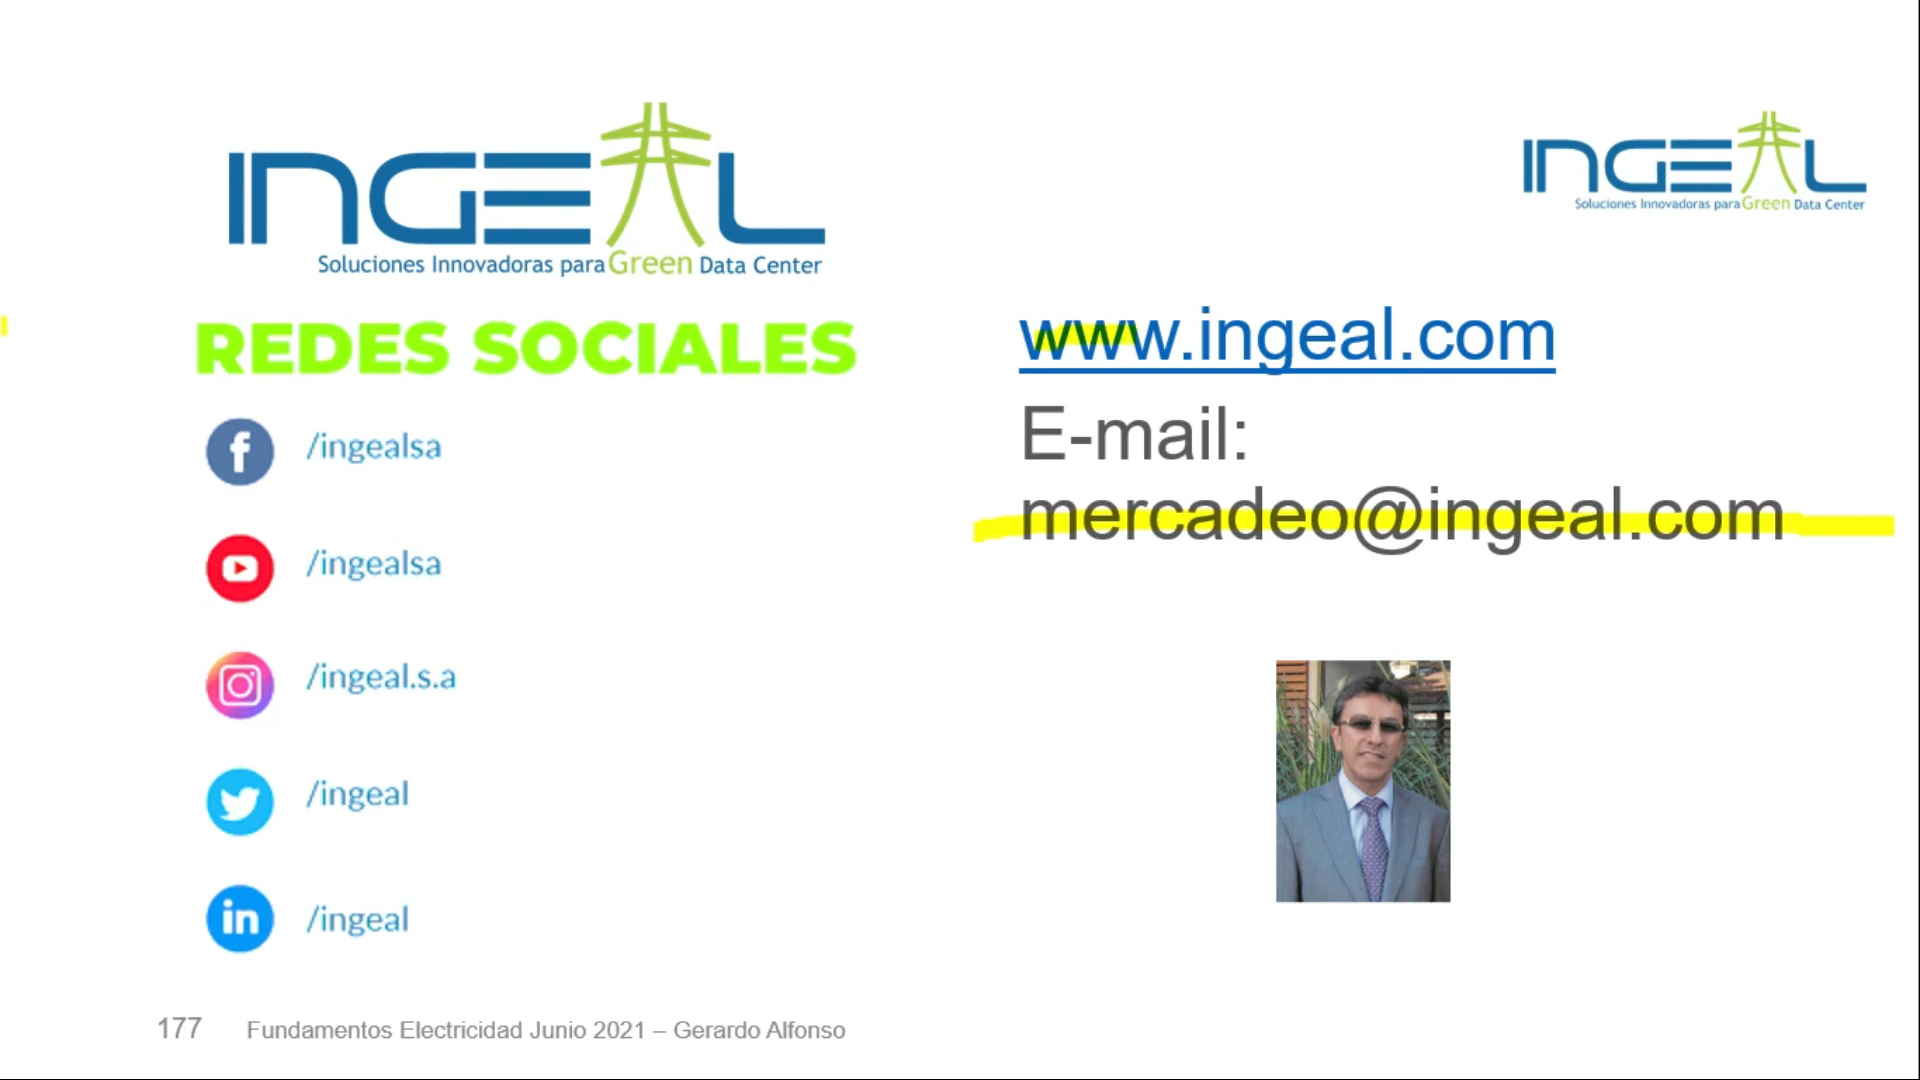 INGEAL
Soluciones Innovadoras para Green Data Center
REDES SOCIALES
/ingealsa
/ingealsa
/ingeal.s.a
/ingeal
/ingeal
INGEAL
Soluciones Innovadoras para Green Data Center
www.ingeal.com
E-mail:
mercadeo@ingeal.com
177 Fundamentos Electricidad Junio 2021 – Gerardo Alfonso